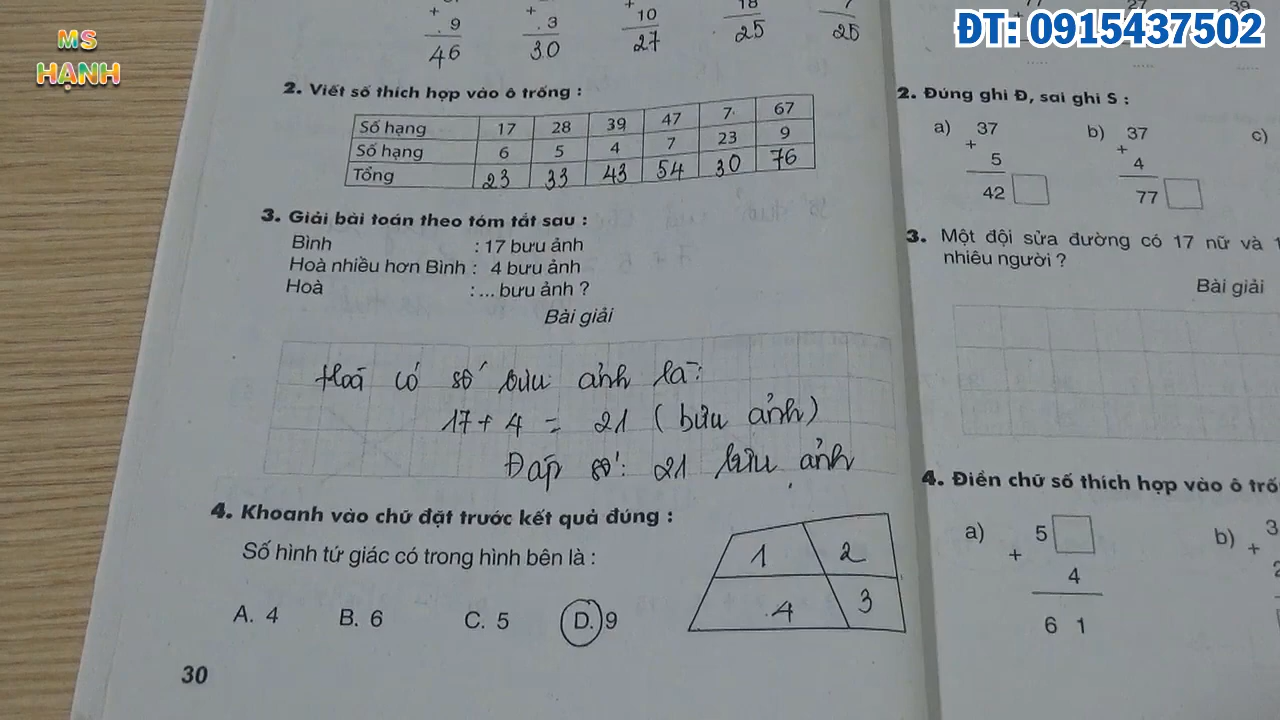 MS
HẠNH
ĐT: 0915437502
+ + +
9 3 10 18 7
46 30 27 25 25
2. Viết số thích hợp vào ô trống :
Số hạng 17 28 39 47 7 67
Số hạng 6 5 4 7 23 9
Tổng 23 33 43 54 30 76
3. Giải bài toán theo tóm tắt sau :
Bình : 17 bưu ảnh
Hoà nhiều hơn Bình : 4 bưu ảnh
Hoà : ... bưu ảnh ?
Bài giải
Hoà có số bưu ảnh là:
17 + 4 = 21 ( bưu ảnh )
Đáp số: 21 bưu ảnh
4. Khoanh vào chữ đặt trước kết quả đúng :
Số hình tứ giác có trong hình bên là :
A. 4 B. 6 C. 5 D. 9
1 2
4 3
30
27 39
..... ..... .....
2. Đúng ghi Đ, sai ghi S :
a) 37 b) 37 c)
+ +
5 4
42 77
3. Một đội sửa đường có 17 nữ và 1
nhiêu người ?
Bài giải
4. Điền chữ số thích hợp vào ô trố
a) 5 b) 3
+ +
4 2
6 1